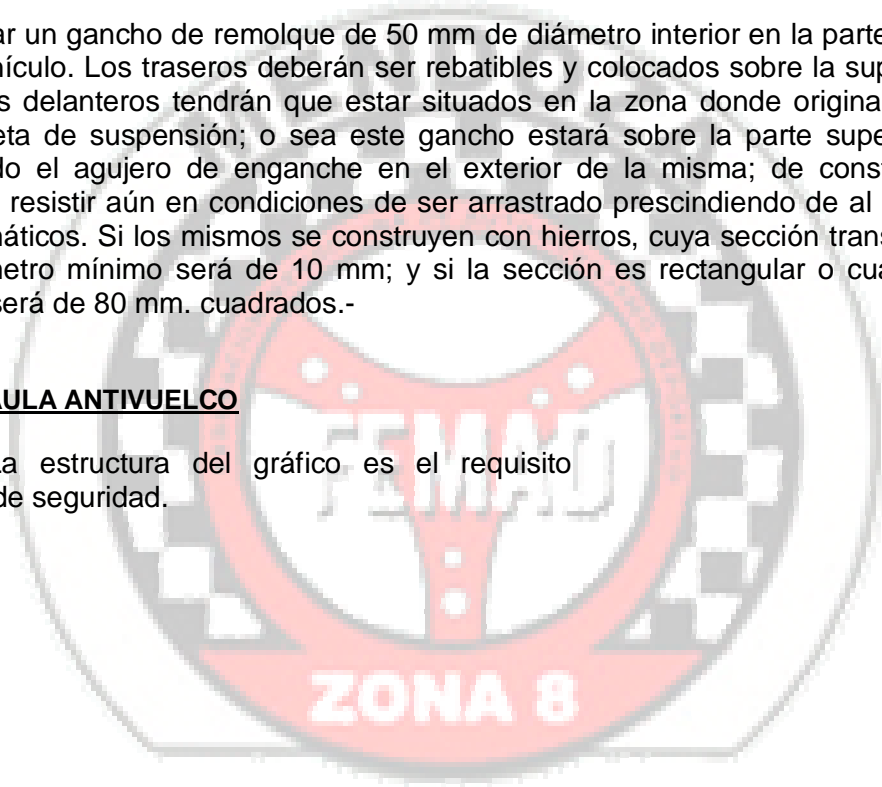 ar un gancho de remolque de 50 mm de diámetro interior en la parte
hículo. Los traseros deberán ser rebatibles y colocados sobre la sup
s delanteros tendrán que estar situados en la zona donde origina
eta de suspensión; o sea este gancho estará sobre la parte supe
do el agujero de enganche en el exterior de la misma; de const
resistir aún en condiciones de ser arrastrado prescindiendo de al
náticos. Si los mismos se construyen con hierros, cuya sección trans
metro mínimo será de 10 mm; y si la sección es rectangular o cua
será de 80 mm. cuadrados.-
AULA ANTIVUELCO
La estructura del gráfico es el requisito
de seguridad.
MENDOZA
FEMAD
ZONA 8